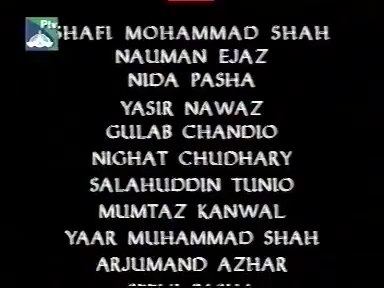 Ptv
SHAFI MOHAMMAD SHAH
NAUMAN EJAZ
NIDA PASHA
YASIR NAWAZ
GULAB CHANDIO
NIGHAT CHUDHARY
SALAHUDDIN TUNIO
MUMTAZ KANWAL
YAAR MUHAMMAD SHAH
ARJUMAND AZHAR